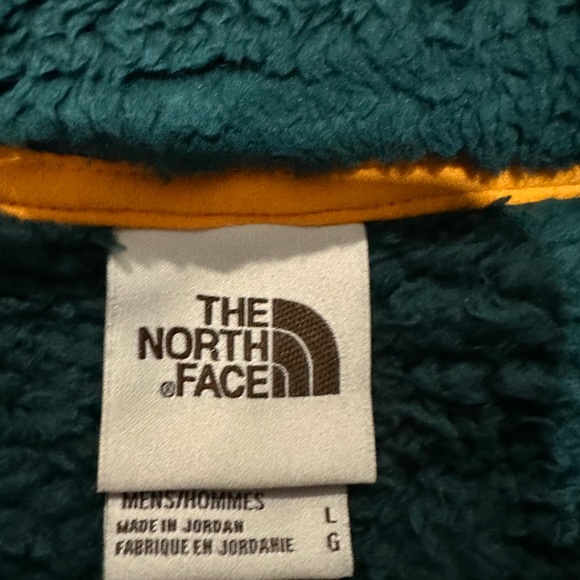 THE
NORTH
®FACE
MENS/HOMMES
MADE IN JORDAN L
FABRIQUE EN JORDANIE G